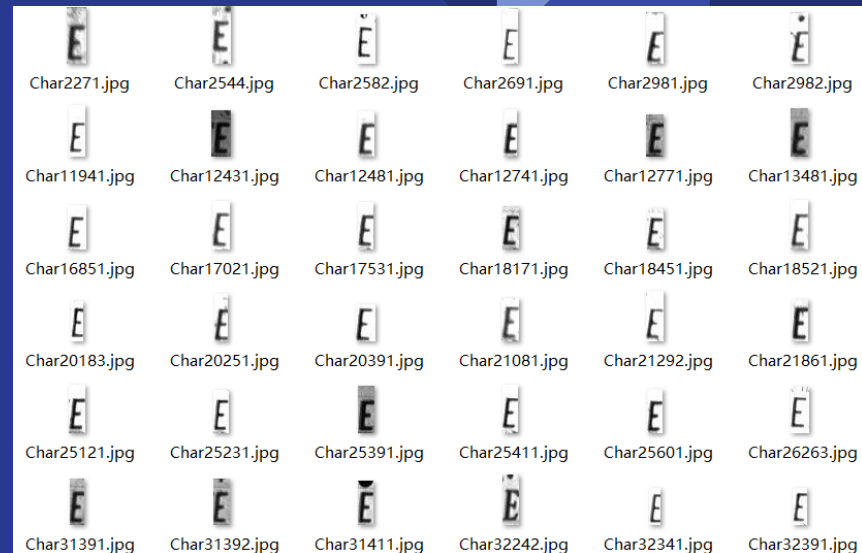 E E E E E E
Char2271.jpg Char2544.jpg Char2582.jpg Char2691.jpg Char2981.jpg Char2982.jpg
E E E E E E
Char11941.jpg Char12431.jpg Char12481.jpg Char12741.jpg Char12771.jpg Char13481.jpg
E E E E E E
Char16851.jpg Char17021.jpg Char17531.jpg Char18171.jpg Char18451.jpg Char18521.jpg
E E E E E E
Char20183.jpg Char20251.jpg Char20391.jpg Char21081.jpg Char21292.jpg Char21861.jpg
E E E E E E
Char25121.jpg Char25231.jpg Char25391.jpg Char25411.jpg Char25601.jpg Char26263.jpg
E E E E E E
Char31391.jpg Char31392.jpg Char31411.jpg Char32242.jpg Char32341.jpg Char32391.jpg